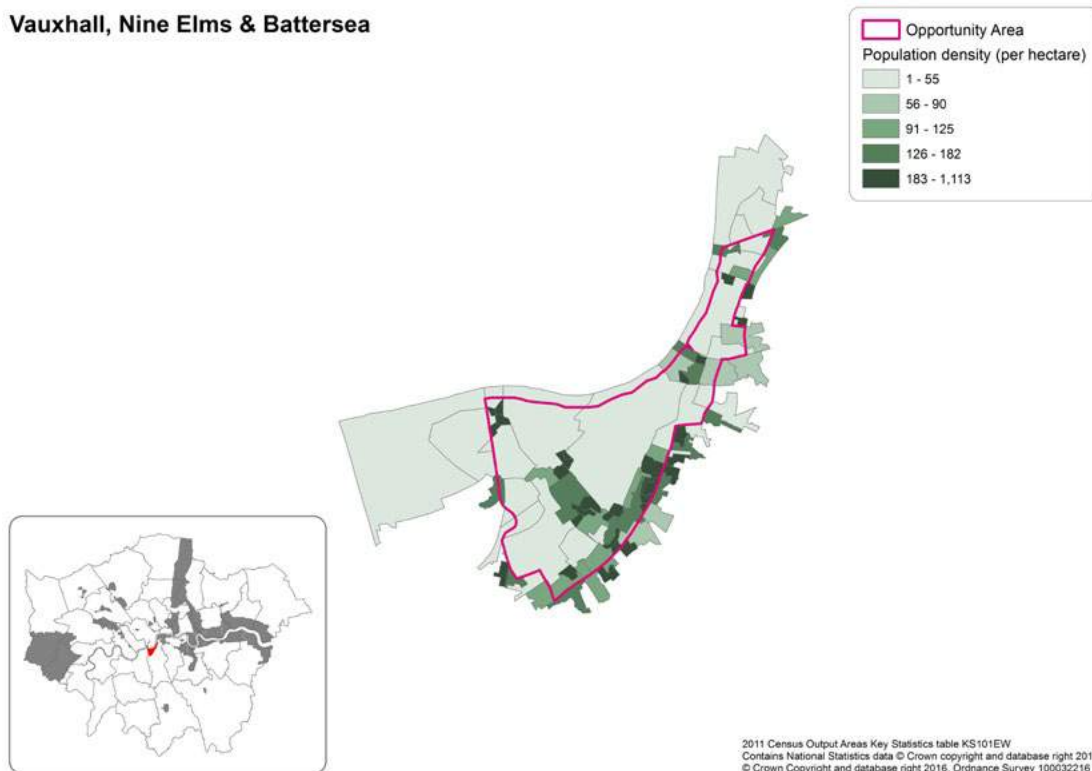 Vauxhall, Nine Elms & Battersea
Opportunity Area
Population density (per hectare)
1 - 55
56 - 90
91 - 125
126 - 182
183 - 1,113
2011 Census Output Areas Key Statistics table KS101EW
Contains National Statistics data © Crown copyright and database right 201
© Crown Copyright and database right 2016. Ordnance Survey 100032216